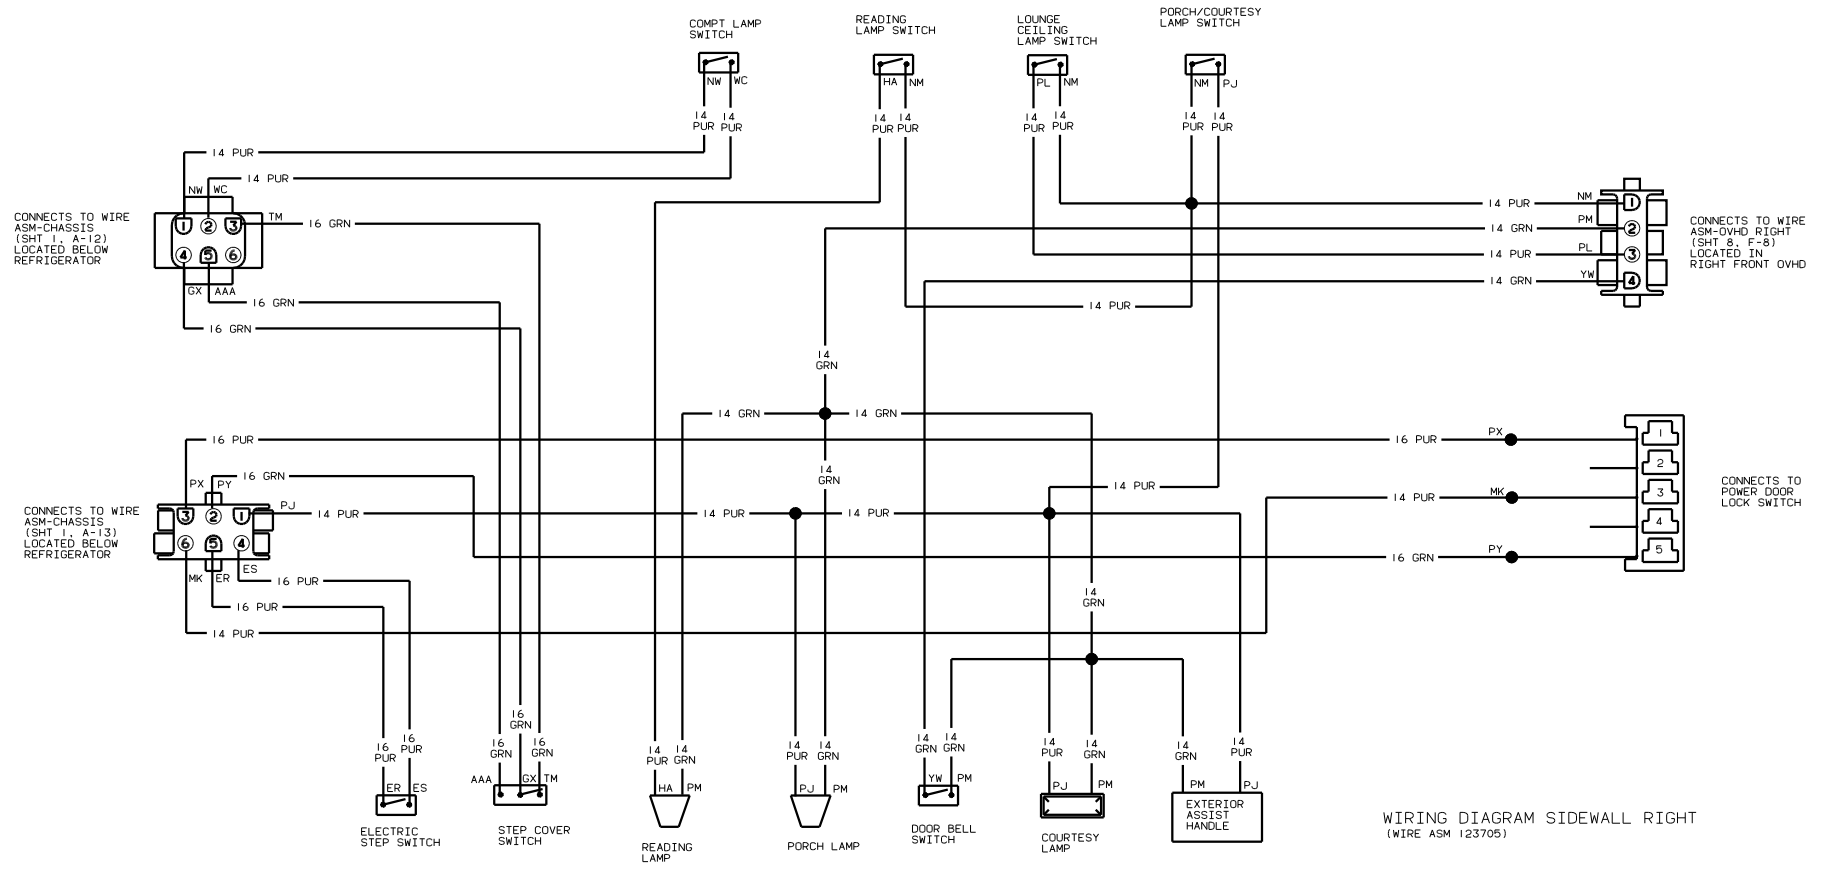 COMPT LAMP
SWITCH
READING
LAMP SWITCH
LOUNGE
CEILING
LAMP SWITCH
PORCH/COURTESY
LAMP SWITCH
NW WC
HA NM
PL NM
NM PJ
14
PUR
14
PUR
14
PUR
14
PUR
14
PUR
14
PUR
14
PUR
14
PUR
14 PUR
14 PUR
NW WC
TM
16 GRN
1 2 3
4 5 6
GX AAA
16 GRN
16 GRN
CONNECTS TO WIRE
ASM-CHASSIS
(SHT 1, A-12)
LOCATED BELOW
REFRIGERATOR
14 PUR
NM
14 GRN
PM
14 PUR
PL
14 GRN
YW
1
2
3
4
CONNECTS TO WIRE
ASM-OVHD RIGHT
(SHT 8, F-8)
LOCATED IN
RIGHT FRONT OVHD
14 PUR
14
GRN
14 GRN
14 GRN
16 PUR
16 PUR
PX
16 GRN
14
GRN
PX PY
PJ
14 PUR
14 PUR
14 PUR
14 PUR
14 PUR
MK
16 GRN
PY
1
2
3
4
5
CONNECTS TO
POWER DOOR
LOCK SWITCH
CONNECTS TO WIRE
ASM-CHASSIS
(SHT 1, A-13)
LOCATED BELOW
REFRIGERATOR
3 2 1
6 5 4
MK ER ES
16 PUR
16 PUR
14 PUR
14
GRN
16
PUR
16
PUR
16
GRN
16
GRN
16
GRN
14
PUR
14
GRN
14
PUR
14
GRN
14
GRN
14
GRN
14
PUR
14
GRN
14
GRN
14
PUR
ER ES
AAA GX TM
HA PM
PJ PM
YW PM
PJ PM
PM PJ
ELECTRIC
STEP SWITCH
STEP COVER
SWITCH
READING
LAMP
PORCH LAMP
DOOR BELL
SWITCH
COURTESY
LAMP
EXTERIOR
ASSIST
HANDLE
WIRING DIAGRAM SIDEWALL RIGHT
(WIRE ASM 123705)